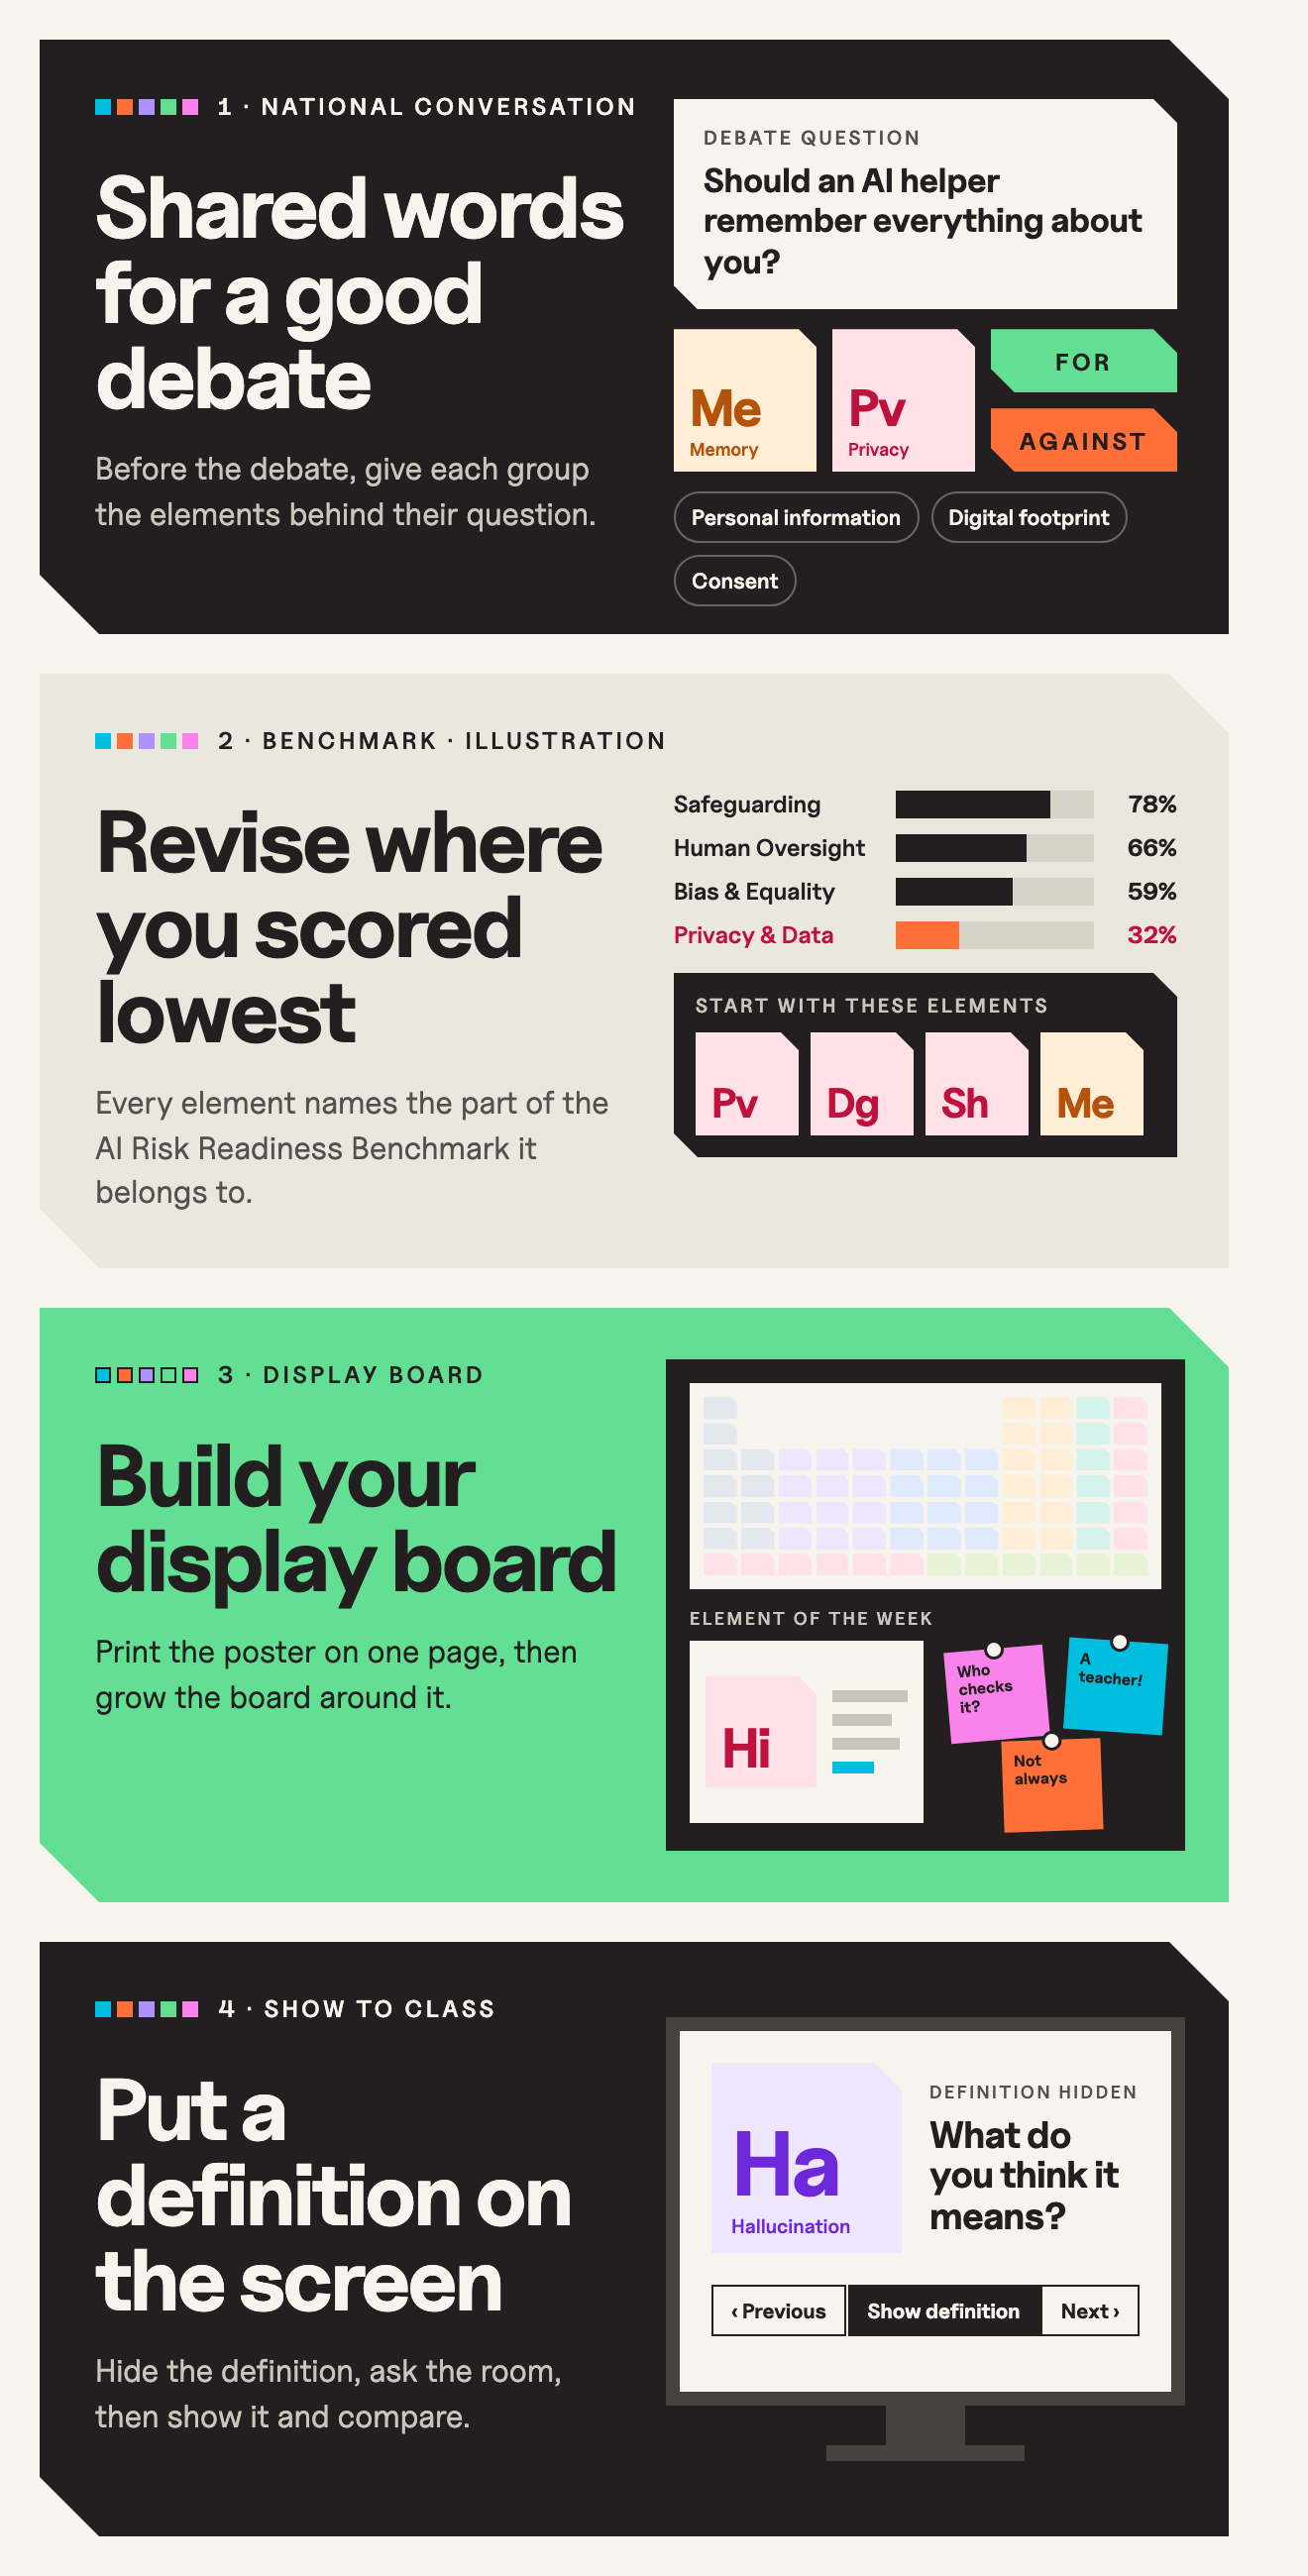 1 · NATIONAL CONVERSATION
Shared words
for a good
debate
Before the debate, give each group
the elements behind their question.
DEBATE QUESTION
Should an AI helper
remember everything about
you?
Me
Memory
Pv
Privacy
FOR
AGAINST
Personal information
Digital footprint
Consent
2 · BENCHMARK · ILLUSTRATION
Revise where
you scored
lowest
Every element names the part of the
AI Risk Readiness Benchmark it
belongs to.
Safeguarding 78%
Human Oversight 66%
Bias & Equality 59%
Privacy & Data 32%
START WITH THESE ELEMENTS
Pv Dg Sh Me
3 · DISPLAY BOARD
Build your
display board
Print the poster on one page, then
grow the board around it.
ELEMENT OF THE WEEK
Hi
Who
checks
it?
A
teacher!
Not
always
4 · SHOW TO CLASS
Put a
definition on
the screen
Hide the definition, ask the room,
then show it and compare.
Ha
Hallucination
DEFINITION HIDDEN
What do
you think it
means?
‹ Previous
Show definition
Next ›